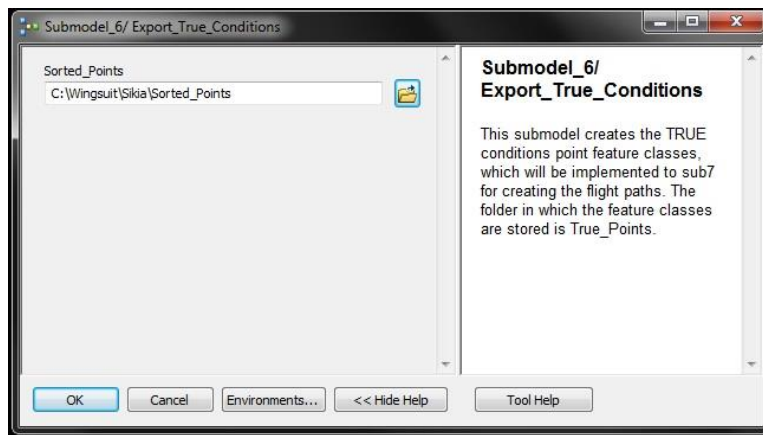 Submodel_6/ Export_True_Conditions
Sorted_Points
C:\Wingsuit\Sikia\Sorted_Points
Submodel_6/
Export_True_Conditions
This submodel creates the TRUE
conditions point feature classes,
which will be implemented to sub7
for creating the flight paths. The
folder in which the feature classes
are stored is True_Points.
OK
Cancel
Environments...
<< Hide Help
Tool Help